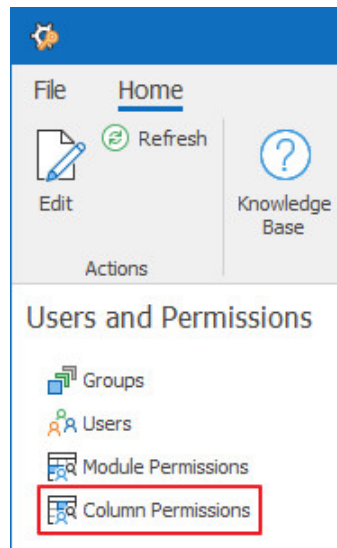 File Home
Refresh
Edit
Knowledge
Base
Actions
Users and Permissions
Groups
Users
Module Permissions
Column Permissions